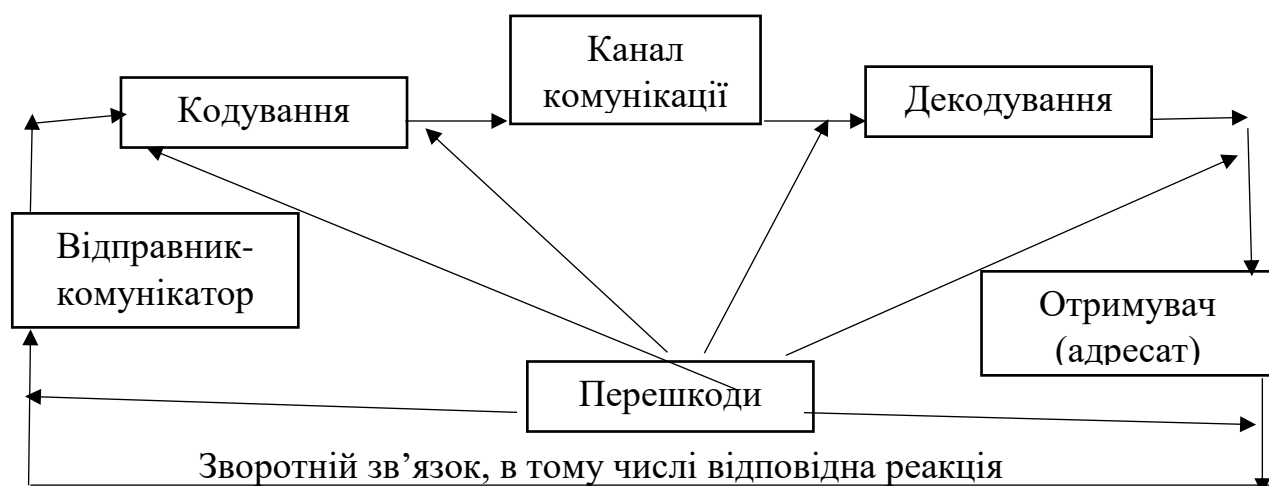 Канал
комунікації
Кодування
Декодування
Відправник-
комунікатор
Отримувач
(адресат)
Перешкоди
Зворотній зв’язок, в тому числі відповідна реакція